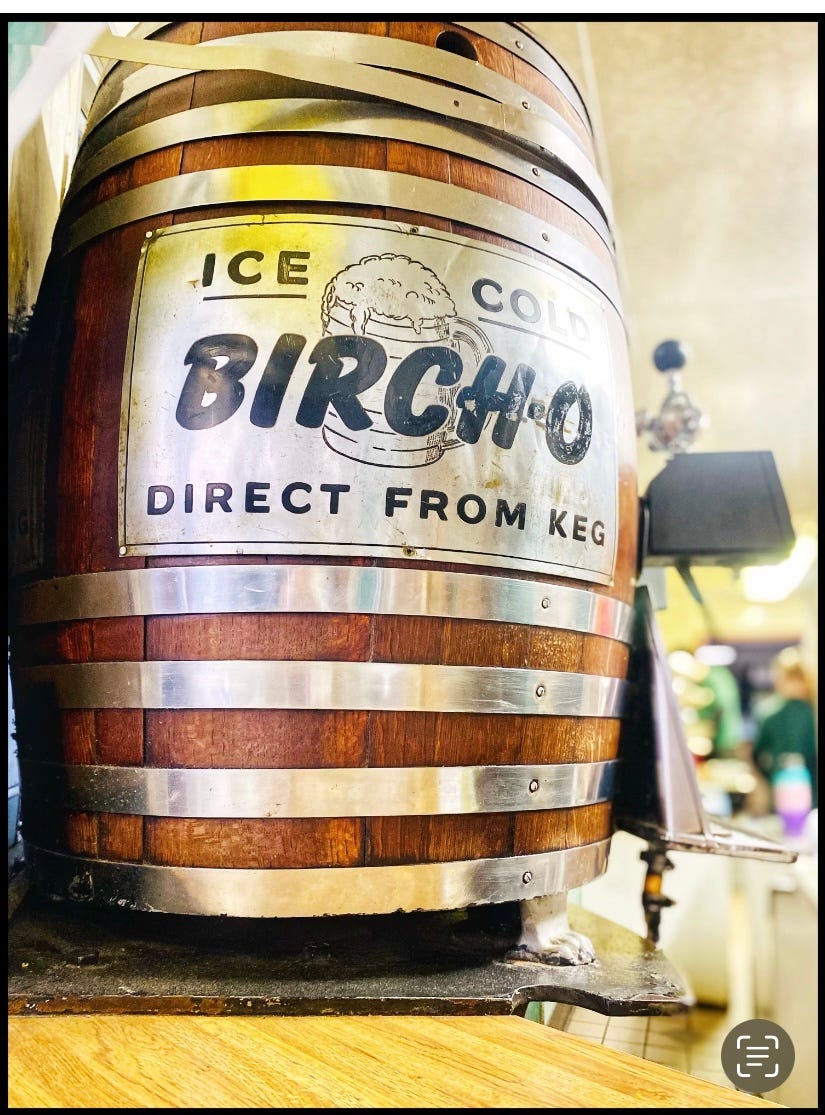 ICE COLD
BIRCH-O
DIRECT FROM KEG